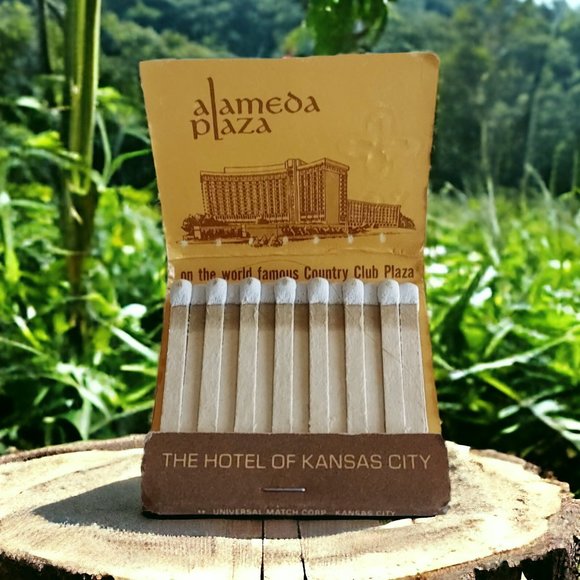 alameda
plaza
on the world famous Country Club Plaza
THE HOTEL OF KANSAS CITY
UNIVERSAL MATCH CORP. KANSAS CITY